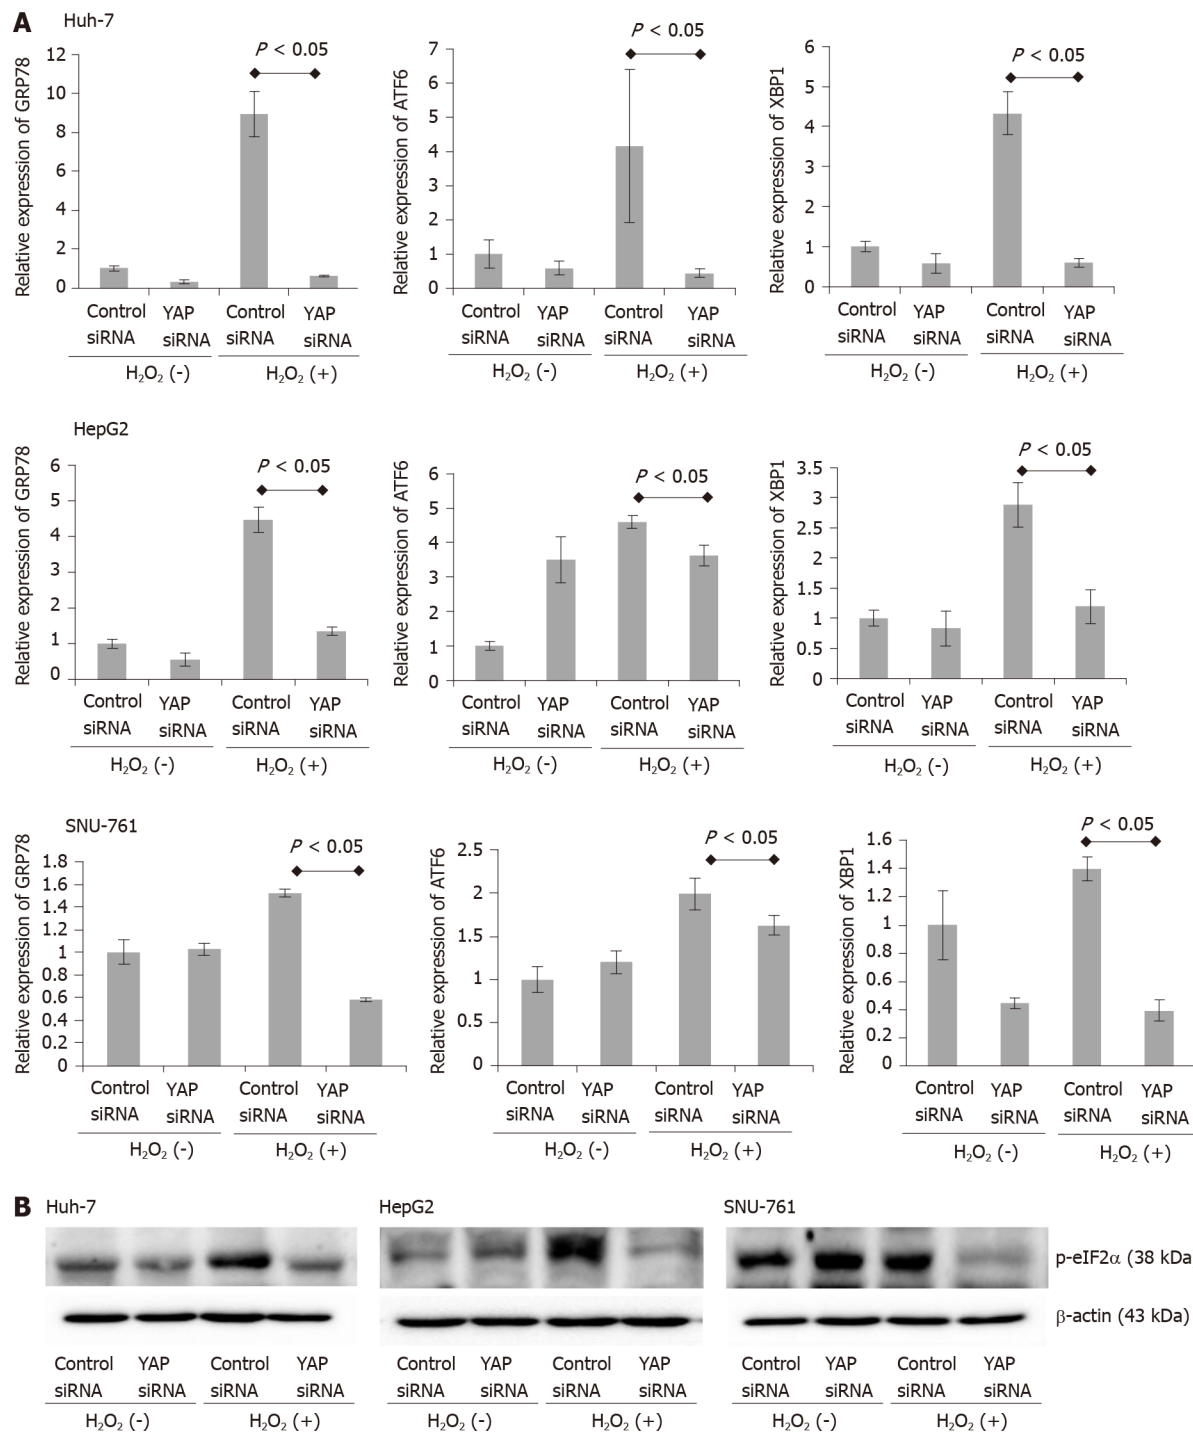 A
Huh-7
Relative expression of GRP78
12
10
8
6
4
2
0
P < 0.05
Control siRNA
YAP siRNA
Control siRNA
YAP siRNA
H₂O₂ (-)
H₂O₂ (+)
Relative expression of ATF6
7
6
5
4
3
2
1
0
P < 0.05
Control siRNA
YAP siRNA
Control siRNA
YAP siRNA
H₂O₂ (-)
H₂O₂ (+)
Relative expression of XBP1
6
5
4
3
2
1
0
P < 0.05
Control siRNA
YAP siRNA
Control siRNA
YAP siRNA
H₂O₂ (-)
H₂O₂ (+)
HepG2
Relative expression of GRP78
6
5
4
3
2
1
0
P < 0.05
Control siRNA
YAP siRNA
Control siRNA
YAP siRNA
H₂O₂ (-)
H₂O₂ (+)
Relative expression of ATF6
6
5
4
3
2
1
0
P < 0.05
Control siRNA
YAP siRNA
Control siRNA
YAP siRNA
H₂O₂ (-)
H₂O₂ (+)
Relative expression of XBP1
3.5
3
2.5
2
1.5
1
0.5
0
P < 0.05
Control siRNA
YAP siRNA
Control siRNA
YAP siRNA
H₂O₂ (-)
H₂O₂ (+)
SNU-761
Relative expression of GRP78
1.8
1.6
1.4
1.2
1
0.8
0.6
0.4
0.2
0
P < 0.05
Control siRNA
YAP siRNA
Control siRNA
YAP siRNA
H₂O₂ (-)
H₂O₂ (+)
Relative expression of ATF6
2.5
2
1.5
1
0.5
0
P < 0.05
Control siRNA
YAP siRNA
Control siRNA
YAP siRNA
H₂O₂ (-)
H₂O₂ (+)
Relative expression of XBP1
1.6
1.4
1.2
1
0.8
0.6
0.4
0.2
0
P < 0.05
Control siRNA
YAP siRNA
Control siRNA
YAP siRNA
H₂O₂ (-)
H₂O₂ (+)
B
Huh-7
HepG2
SNU-761
p-eIF2α (38 kDa
β-actin (43 kDa)
Control siRNA
YAP siRNA
Control siRNA
YAP siRNA
H₂O₂ (-)
H₂O₂ (+)
Control siRNA
YAP siRNA
Control siRNA
YAP siRNA
H₂O₂ (-)
H₂O₂ (+)
Control siRNA
YAP siRNA
Control siRNA
YAP siRNA
H₂O₂ (-)
H₂O₂ (+)